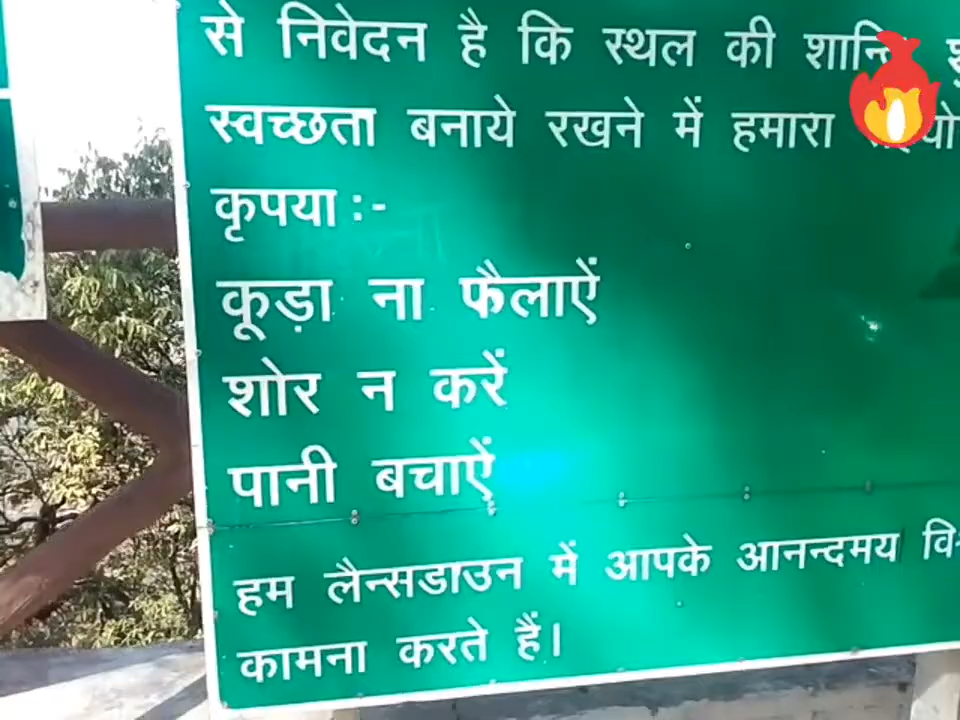 से निवेदन है कि स्थल की
स्वच्छता बनाये रखने में हमारा
कृपया :-
कूड़ा ना फैलाऐं
शोर न करें
पानी बचाऐं
हम लैन्सडाउन में आपके आनन्दमय
कामना करते हैं।